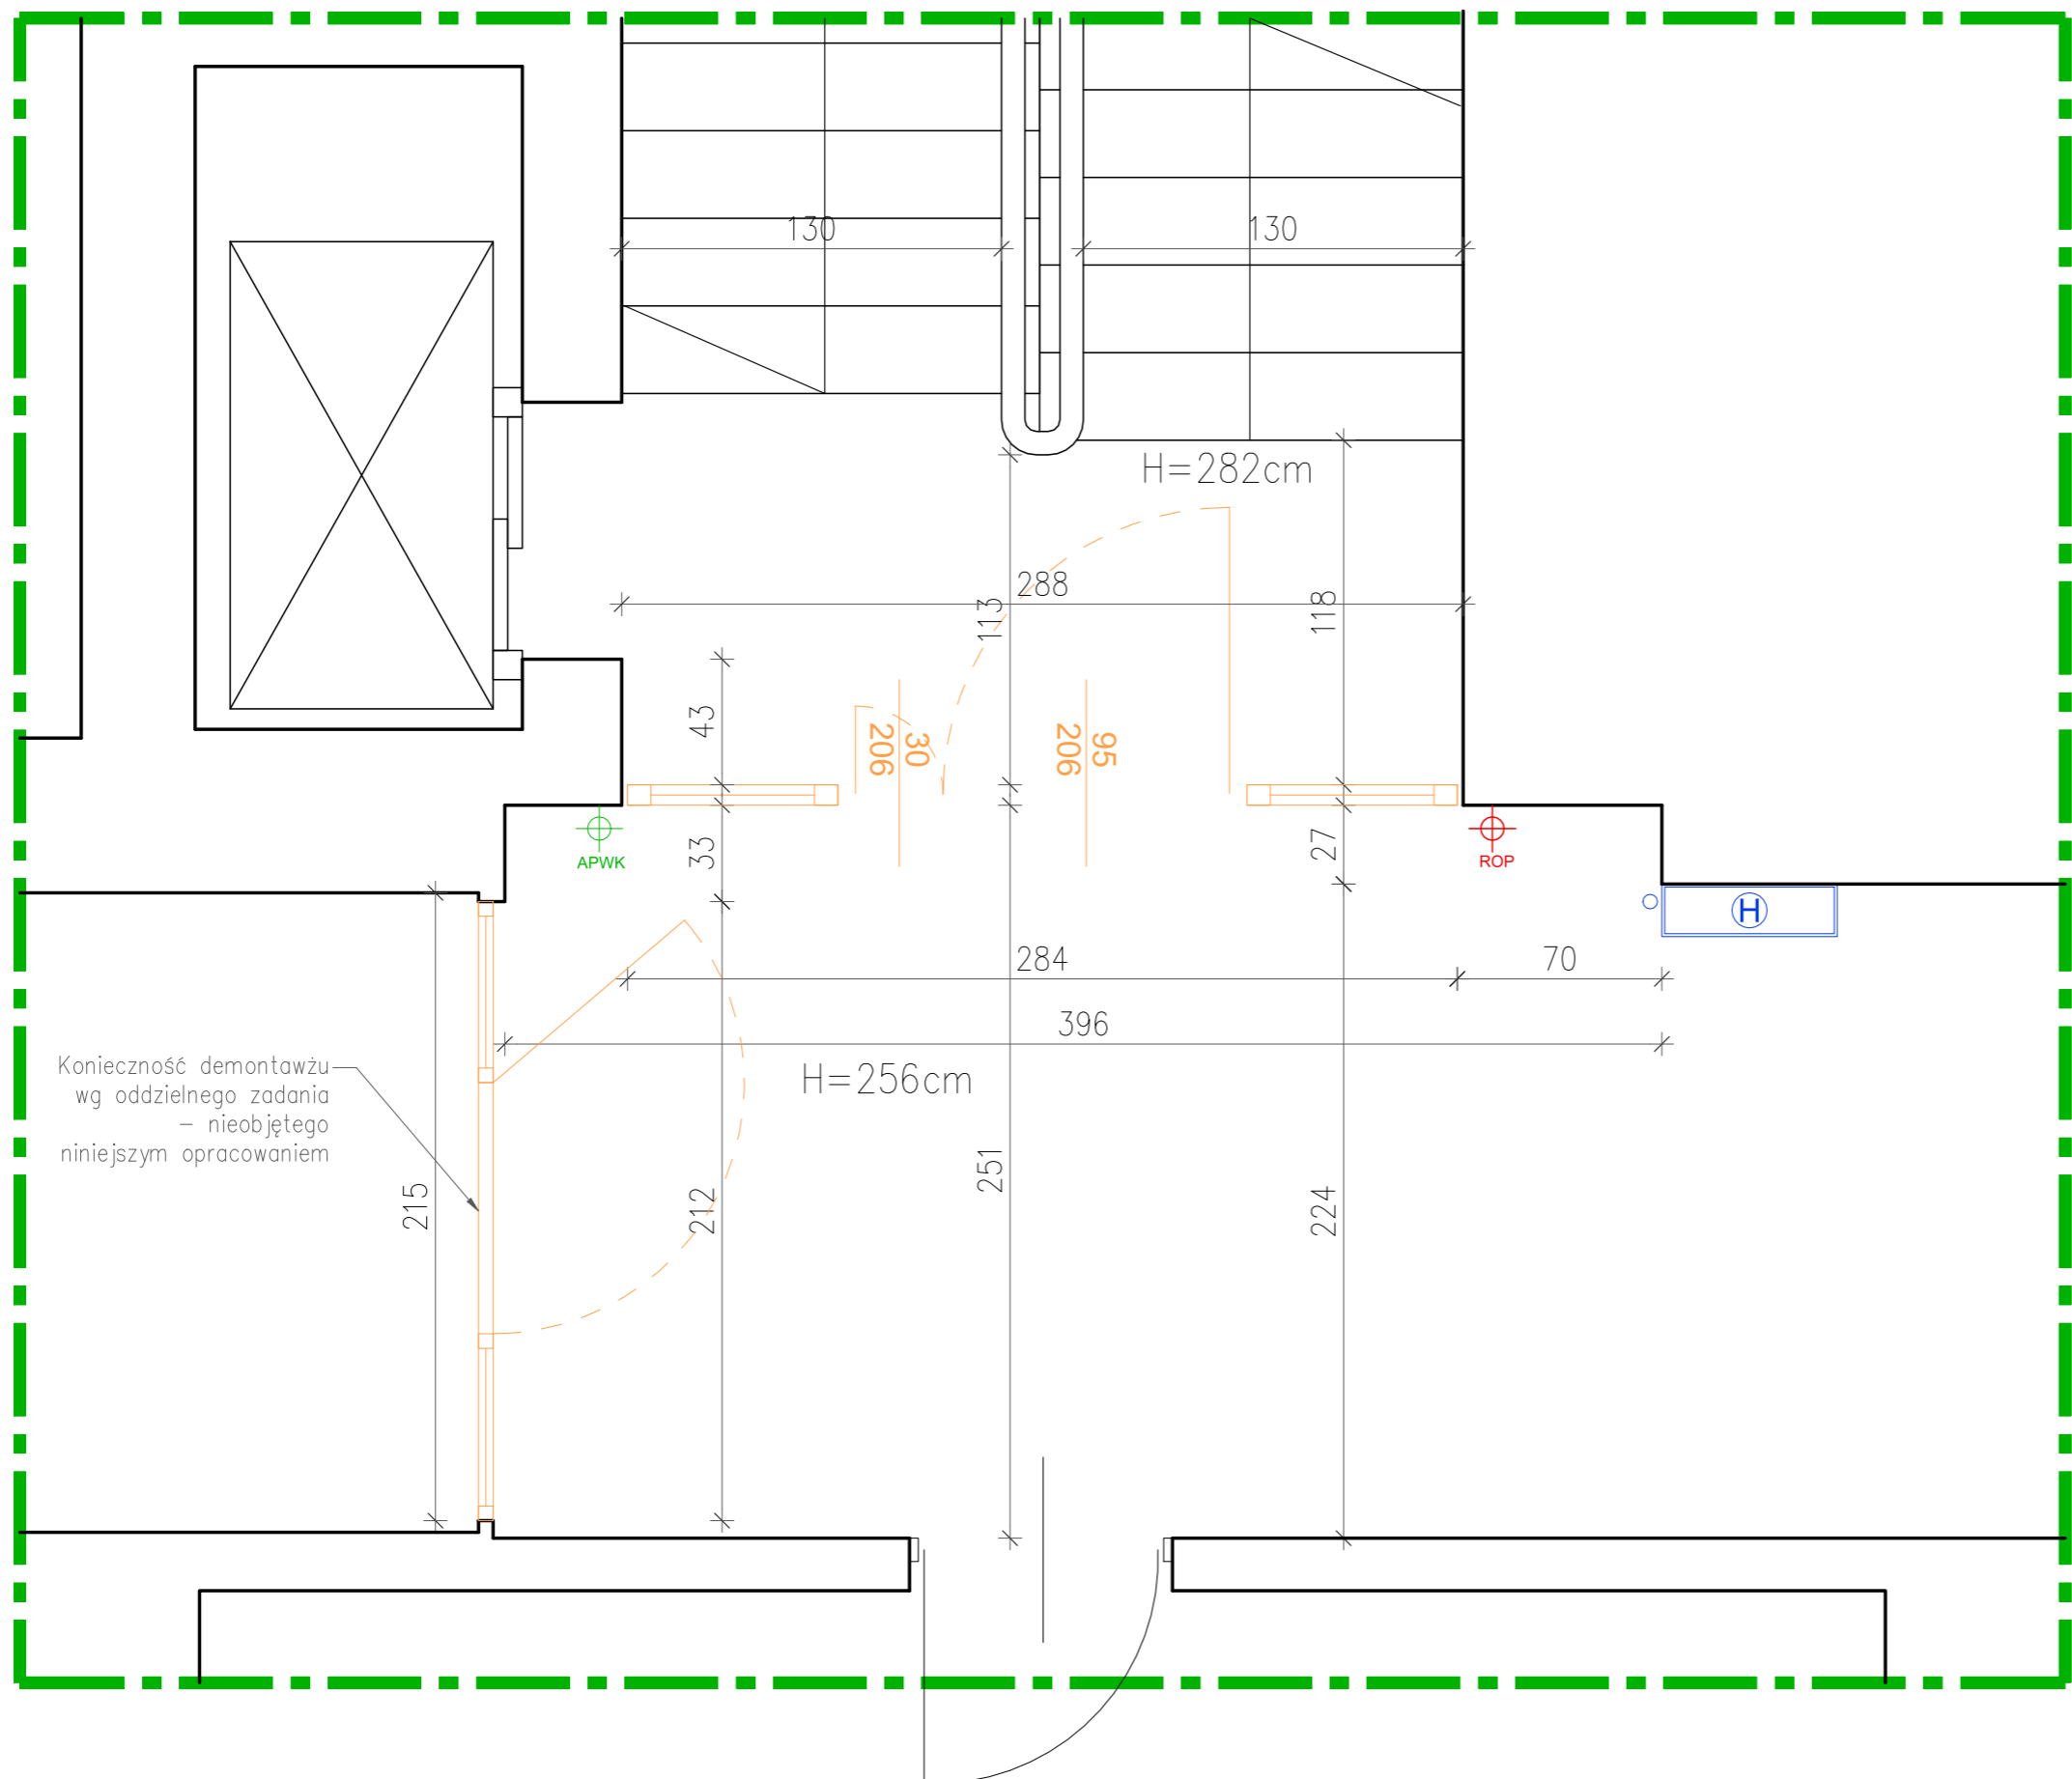 130
130
H=282cm
288
113
118
43
30
206
95
206
33
27
APWK
ROP
H
284
70
396
H=256cm
Konieczność demontawżu
wg oddzielnego zadania
– nieobjętego
niniejszym opracowaniem
215
212
251
224